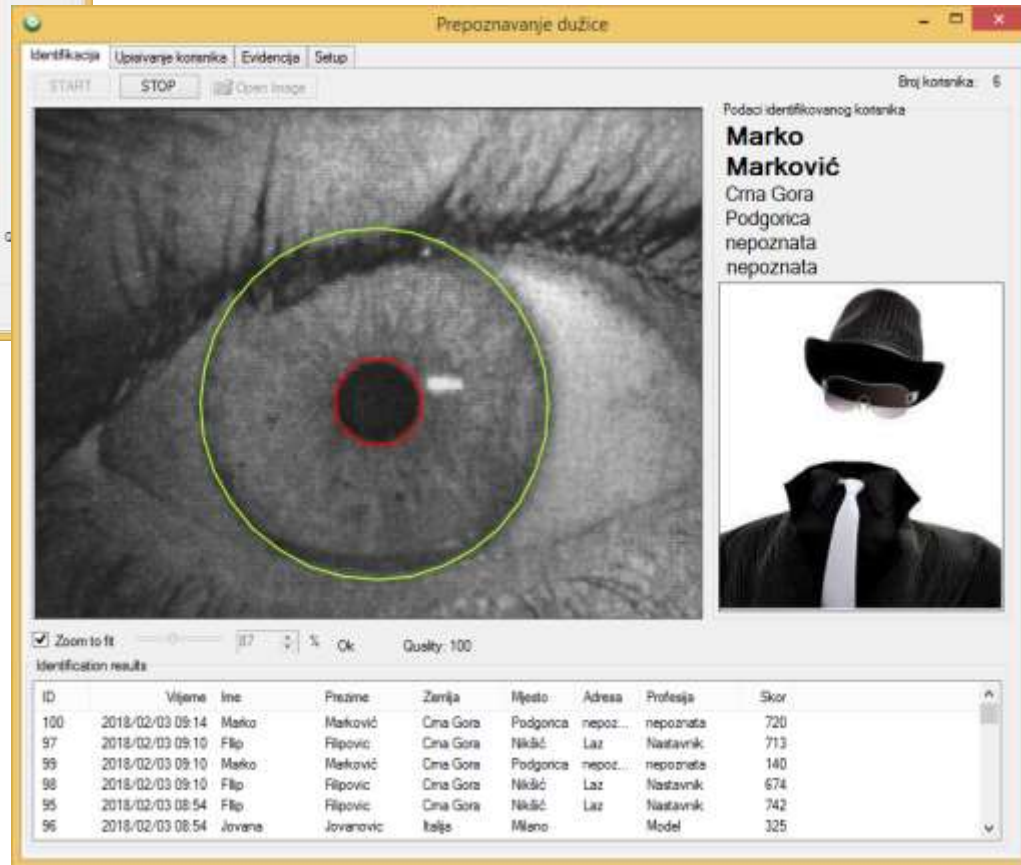 Prepoznavanje dužice
Identifikacija Upisivanje korisnika Evidencija Setup
START STOP Open Image
Broj korisnika: 6
Podaci identifikovanog korisnika
Marko
Marković
Crna Gora
Podgorica
nepoznata
nepoznata
Zoom to fit 87 % Ok Quality: 100
Identification results
ID Vrijeme Ime Prezime Zemlja Mjesto Adresa Profesija Skor
100 2018/02/03 09:14 Marko Marković Crna Gora Podgorica nepoz... nepoznata 720
97 2018/02/03 09:10 Filip Filipovic Crna Gora Nikšić Laz Nastavnik 713
99 2018/02/03 09:10 Marko Marković Crna Gora Podgorica nepoz... nepoznata 140
98 2018/02/03 09:10 Filip Filipovic Crna Gora Nikšić Laz Nastavnik 674
95 2018/02/03 08:54 Filip Filipovic Crna Gora Nikšić Laz Nastavnik 742
96 2018/02/03 08:54 Jovana Jovanovic Italija Milano Model 325